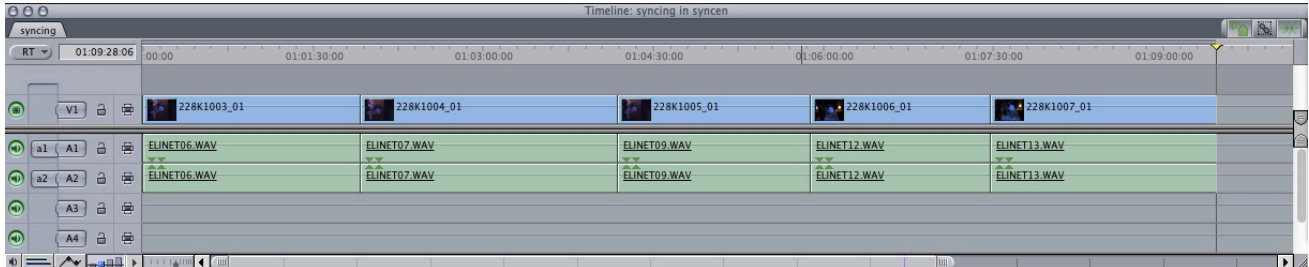 Timeline: syncing in syncen
syncing
RT 01:09:28:06 :00:00 01:01:30:00 01:03:00:00 01:04:30:00 01:06:00:00 01:07:30:00 01:09:00:00
V1 228K1003_01 228K1004_01 228K1005_01 228K1006_01 228K1007_01
a1 A1 ELINET06.WAV ELINET07.WAV ELINET09.WAV ELINET12.WAV ELINET13.WAV
a2 A2 ELINET06.WAV ELINET07.WAV ELINET09.WAV ELINET12.WAV ELINET13.WAV
A3
A4